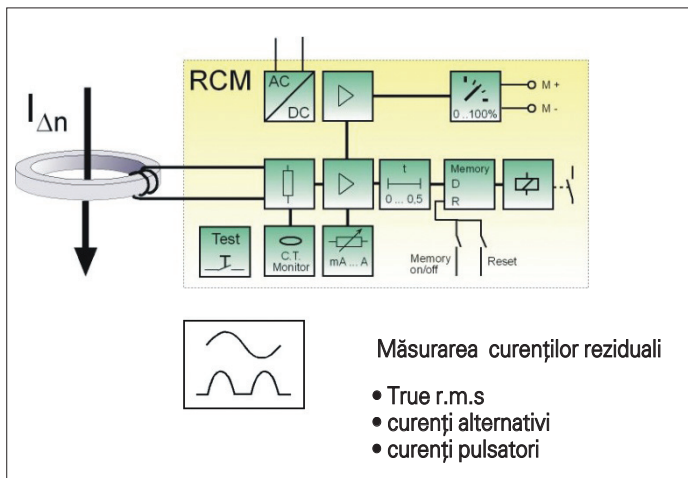 RCM
AC
DC
0..100%
M +
M -
I Δn
t
0 ... 0,5
Memory
D
R
Test
C.T.
Monitor
mA ... A
Memory
on/off
Reset
Măsurarea curenților reziduali
• True r.m.s
• curenți alternativi
• curenți pulsatori